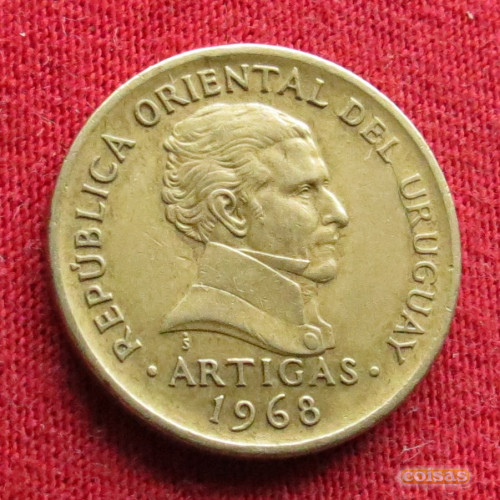 REPÚBLICA ORIENTAL DEL URUGUAY
S
· ARTIGAS ·
1968
coisas